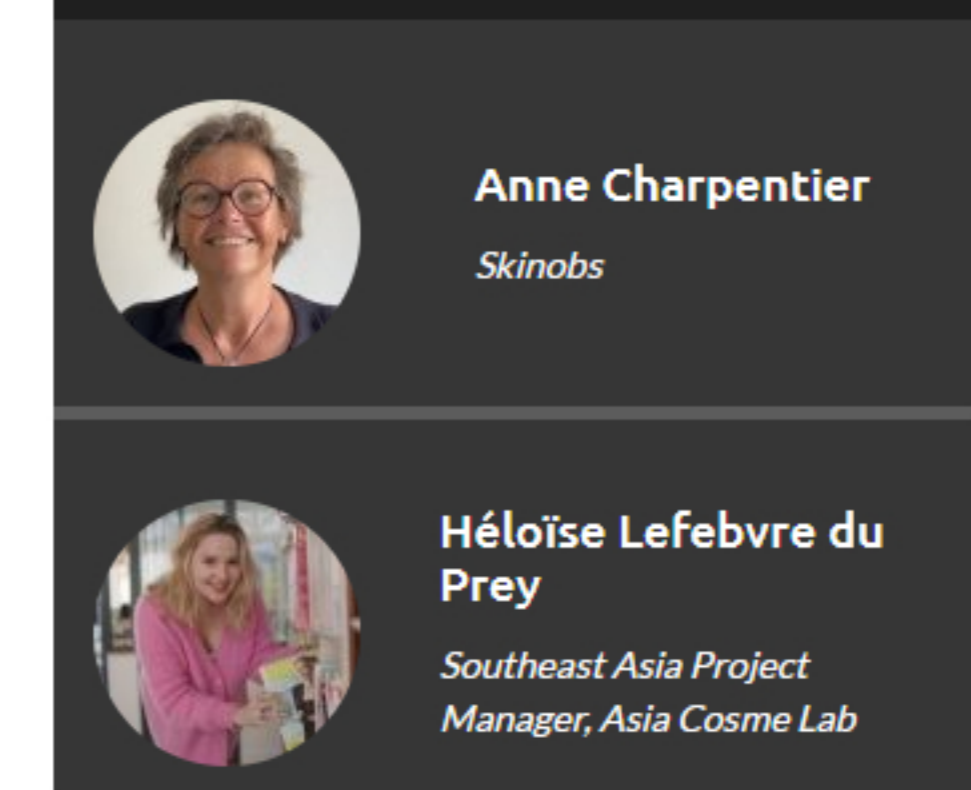 Anne Charpentier
Skinobs
Héloïse Lefebvre du
Prey
Southeast Asia Project
Manager, Asia Cosme Lab